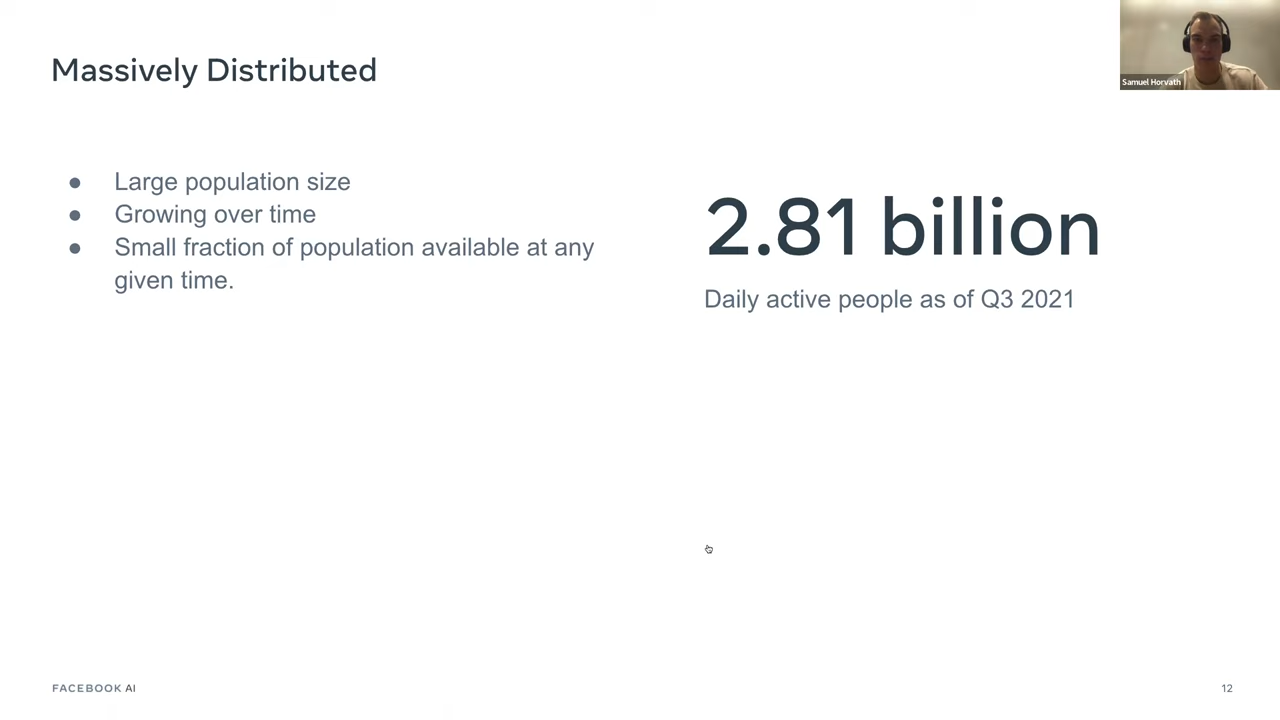 Massively Distributed
Samuel Horvath
● Large population size
● Growing over time
● Small fraction of population available at any
given time.
2.81 billion
Daily active people as of Q3 2021
FACEBOOK AI
12